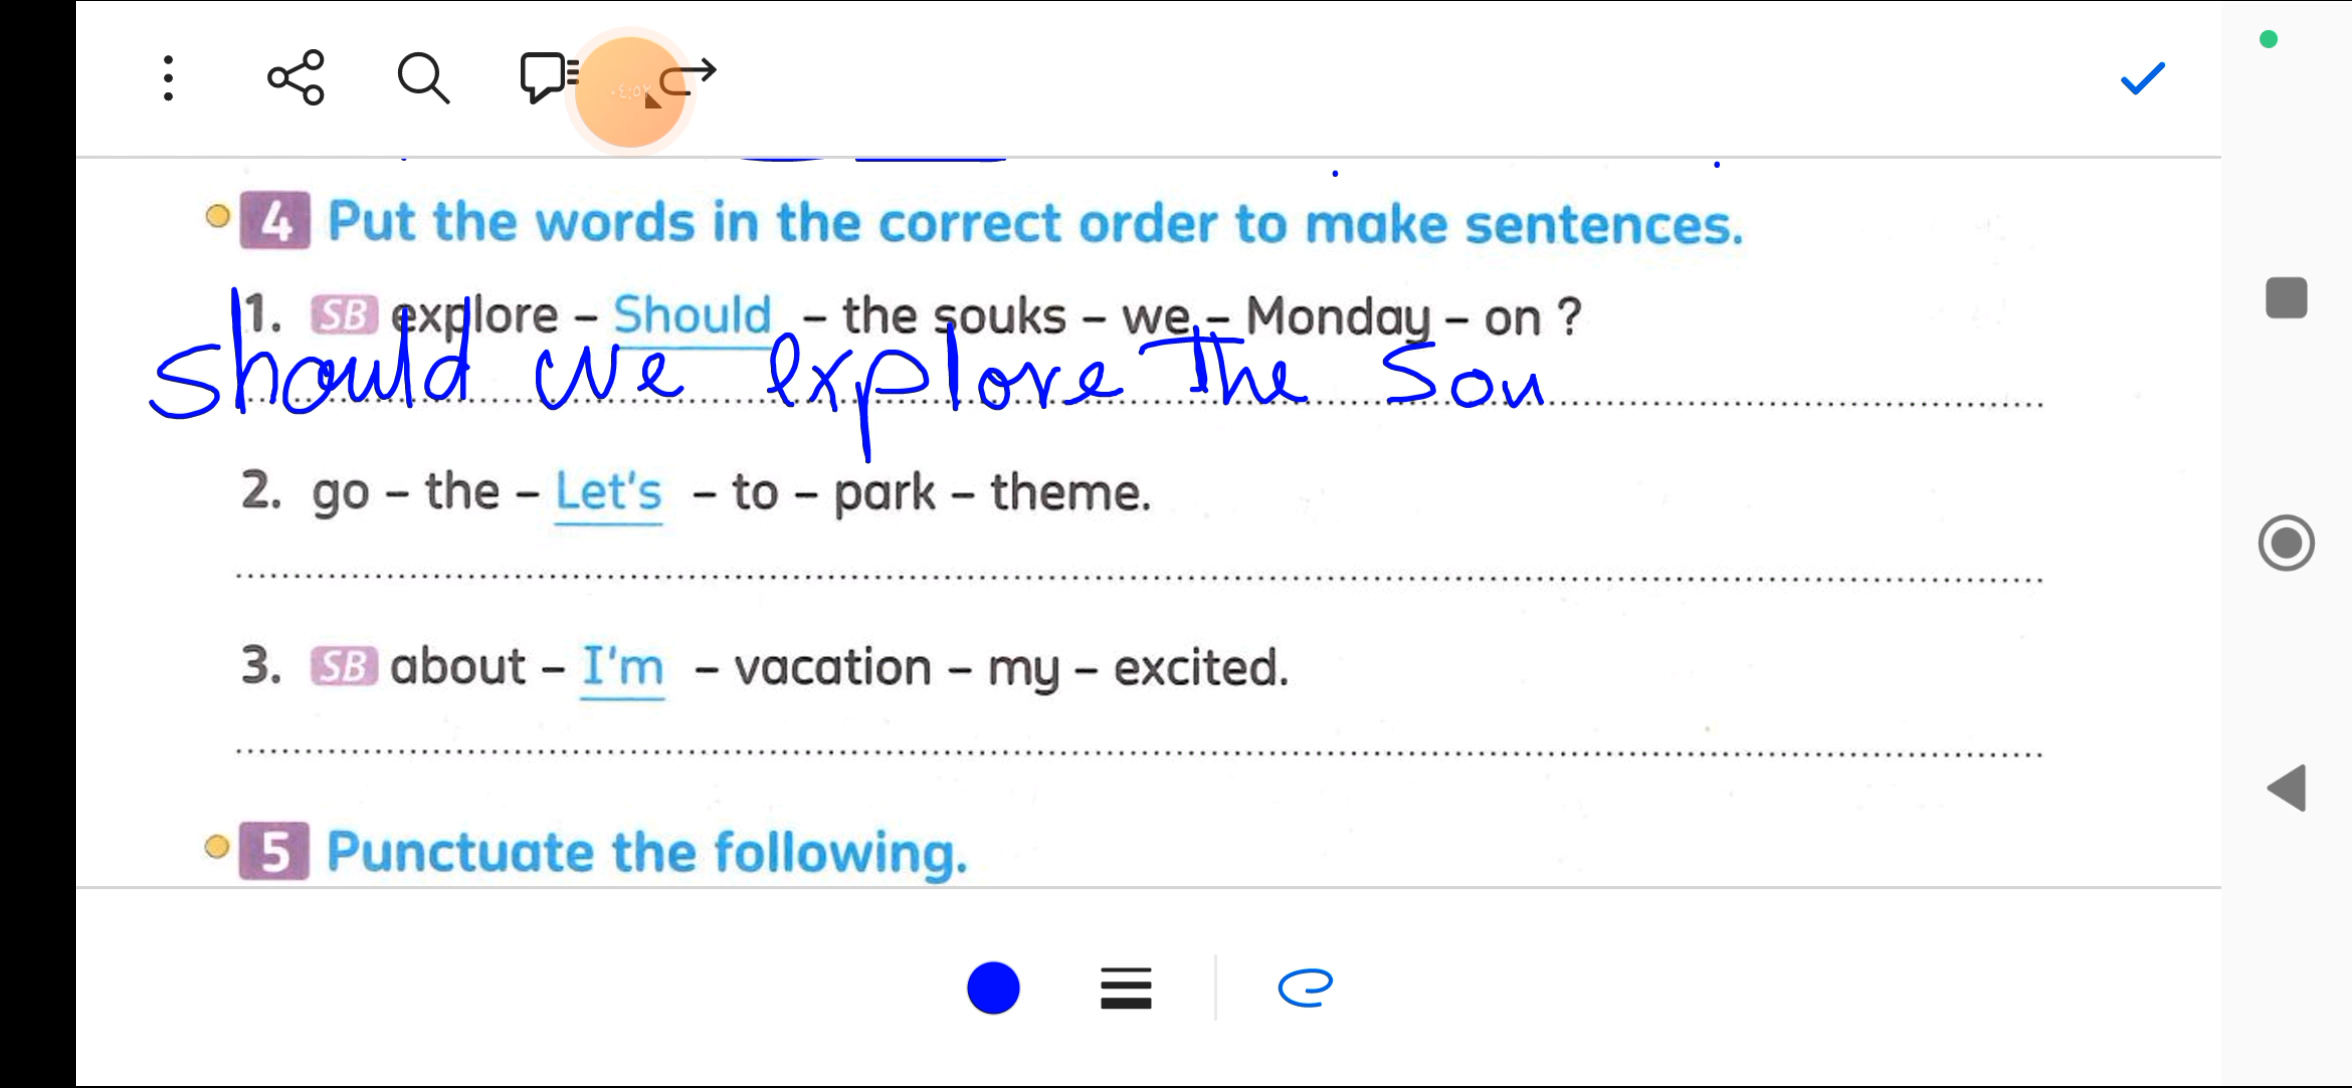 ٠٤:٥٢
4 Put the words in the correct order to make sentences.
1. SB explore – Should – the souks – we – Monday – on ?
Should we explore the sou
2. go – the – Let's – to – park – theme.
3. SB about – I'm – vacation – my – excited.
5 Punctuate the following.